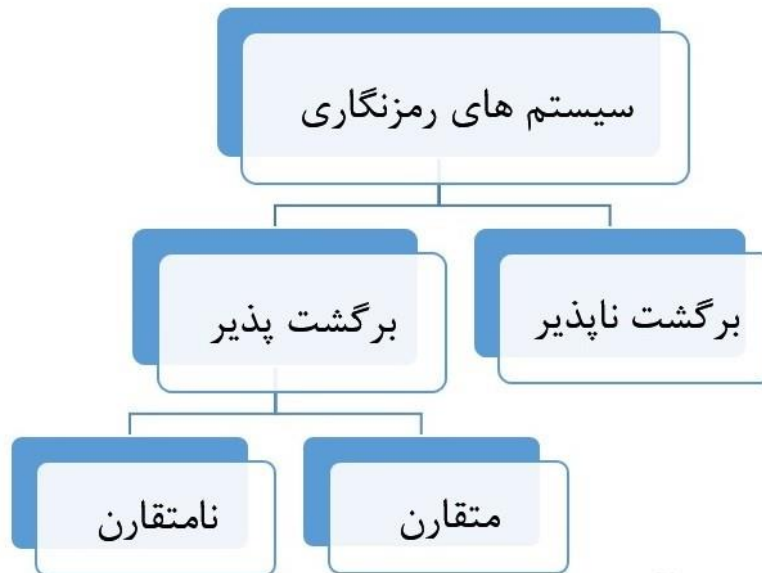 سیستم های رمزنگاری
برگشت ناپذیر
برگشت پذیر
متقارن
نامتقارن